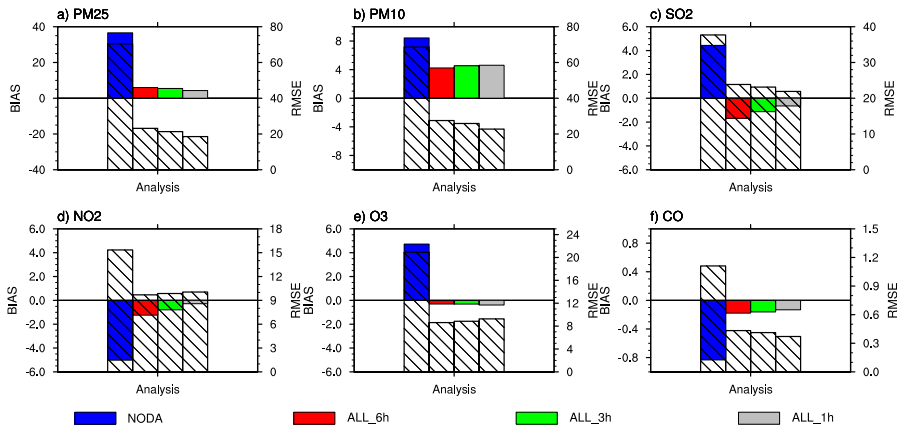 a) PM25
b) PM10
c) SO2
40
20
0
-20
-40
BIAS
80
60
40
20
0
RMSE
Analysis
8
4
0
-4
-8
BIAS
80
60
40
20
0
RMSE
Analysis
6.0
4.0
2.0
0.0
-2.0
-4.0
-6.0
BIAS
40
30
20
10
0
RMSE
Analysis
d) NO2
e) O3
f) CO
6.0
4.0
2.0
0.0
-2.0
-4.0
-6.0
BIAS
18
15
12
9
6
3
0
RMSE
Analysis
6.0
4.0
2.0
0.0
-2.0
-4.0
-6.0
BIAS
24
20
16
12
8
4
0
RMSE
Analysis
0.8
0.4
0.0
-0.4
-0.8
BIAS
1.5
1.2
0.9
0.6
0.3
0.0
RMSE
Analysis
NODA
ALL_6h
ALL_3h
ALL_1h